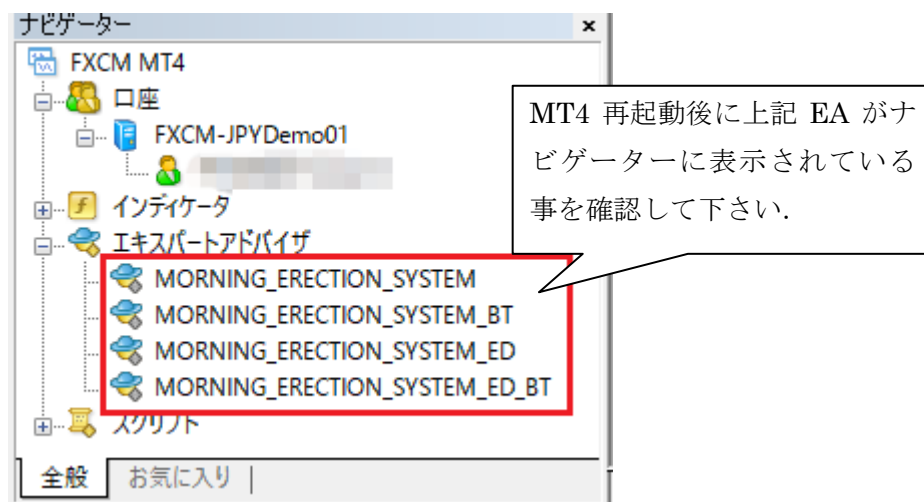 ナビゲーター
FXCM MT4
口座
FXCM-JPYDemo01
インディケータ
エキスパートアドバイザ
MORNING_ERECTION_SYSTEM
MORNING_ERECTION_SYSTEM_BT
MORNING_ERECTION_SYSTEM_ED
MORNING_ERECTION_SYSTEM_ED_BT
スクリプト
全般
お気に入り
MT4 再起動後に上記 EA がナ
ビゲーターに表示されている
事を確認して下さい.